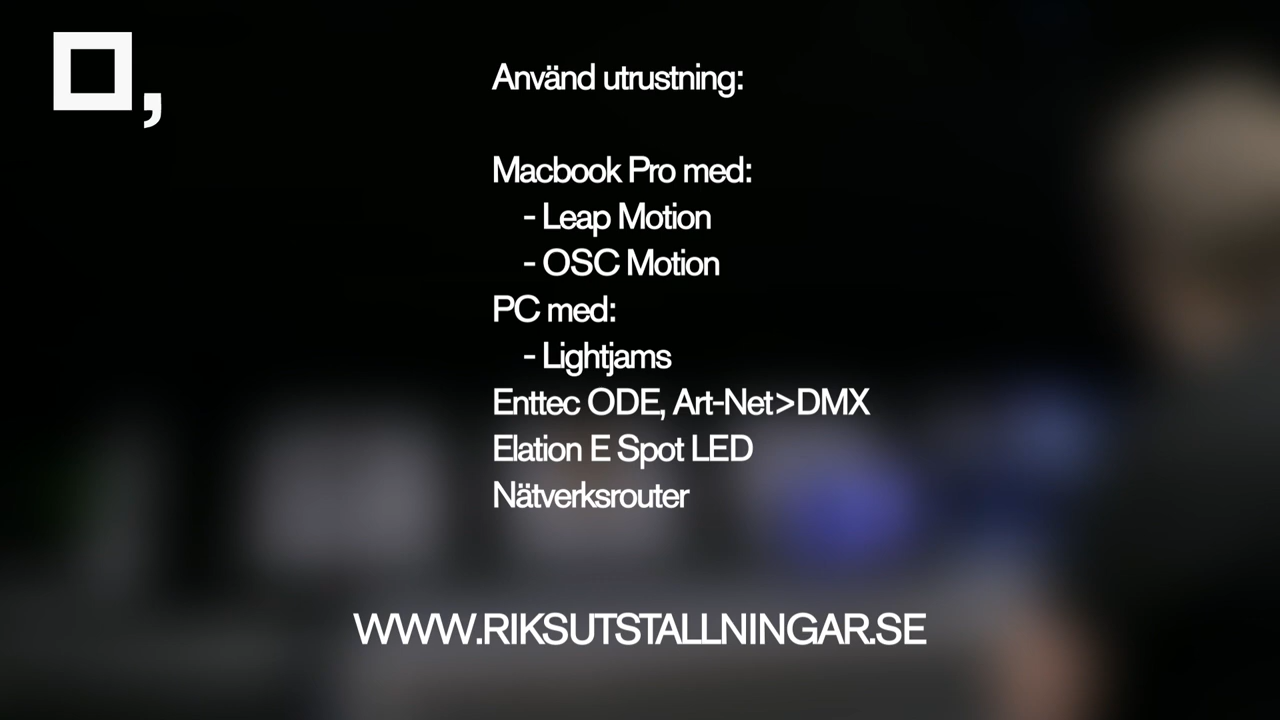 Använd utrustning:
Macbook Pro med:
- Leap Motion
- OSC Motion
PC med:
- Lightjams
Enttec ODE, Art-Net>DMX
Elation E Spot LED
Nätverksrouter
WWW.RIKSUTSTALLNINGAR.SE